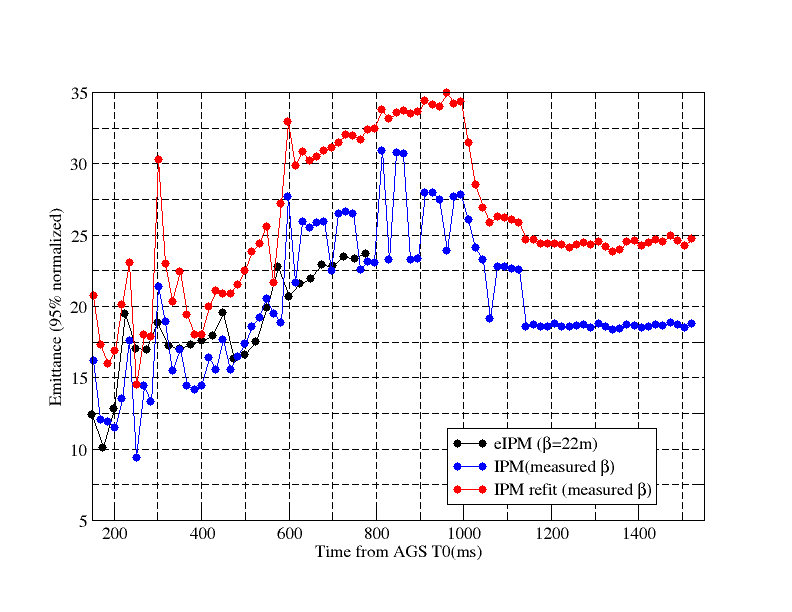 35
30
25
20
15
10
5
Emittance (95% normalized)
200 400 600 800 1000 1200 1400
Time from AGS T0(ms)
eIPM (β=22m)
IPM(measured β)
IPM refit (measured β)